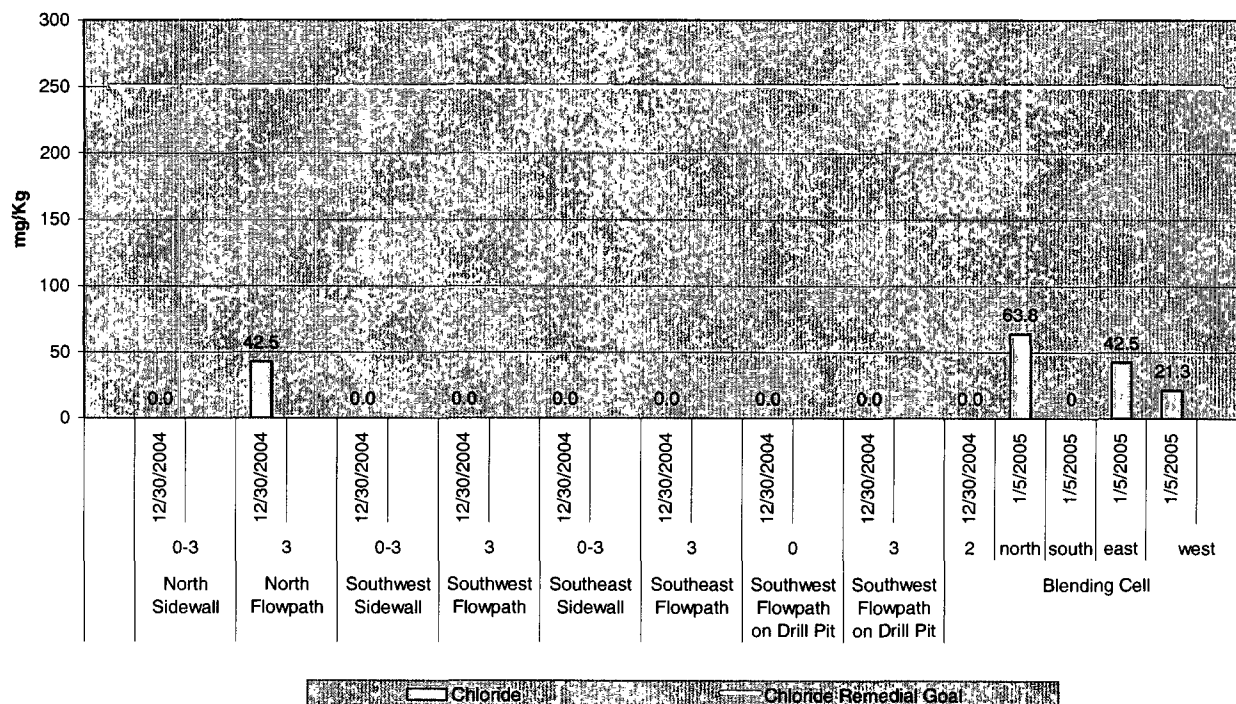 300
250
200
150
100
50
0
mg/Kg
0.0
42.5
0.0
0.0
0.0
0.0
0.0
0.0
0.0
63.8
0
42.5
21.3
12/30/2004
12/30/2004
12/30/2004
12/30/2004
12/30/2004
12/30/2004
12/30/2004
12/30/2004
12/30/2004
1/5/2005
1/5/2005
1/5/2005
1/5/2005
0-3 3 0-3 3 0-3 3 0 3 2 north south east west
North Sidewall
North Flowpath
Southwest Sidewall
Southwest Flowpath
Southeast Sidewall
Southeast Flowpath
Southwest Flowpath on Drill Pit
Southwest Flowpath on Drill Pit
Blending Cell
Chloride
Chloride Remedial Goal